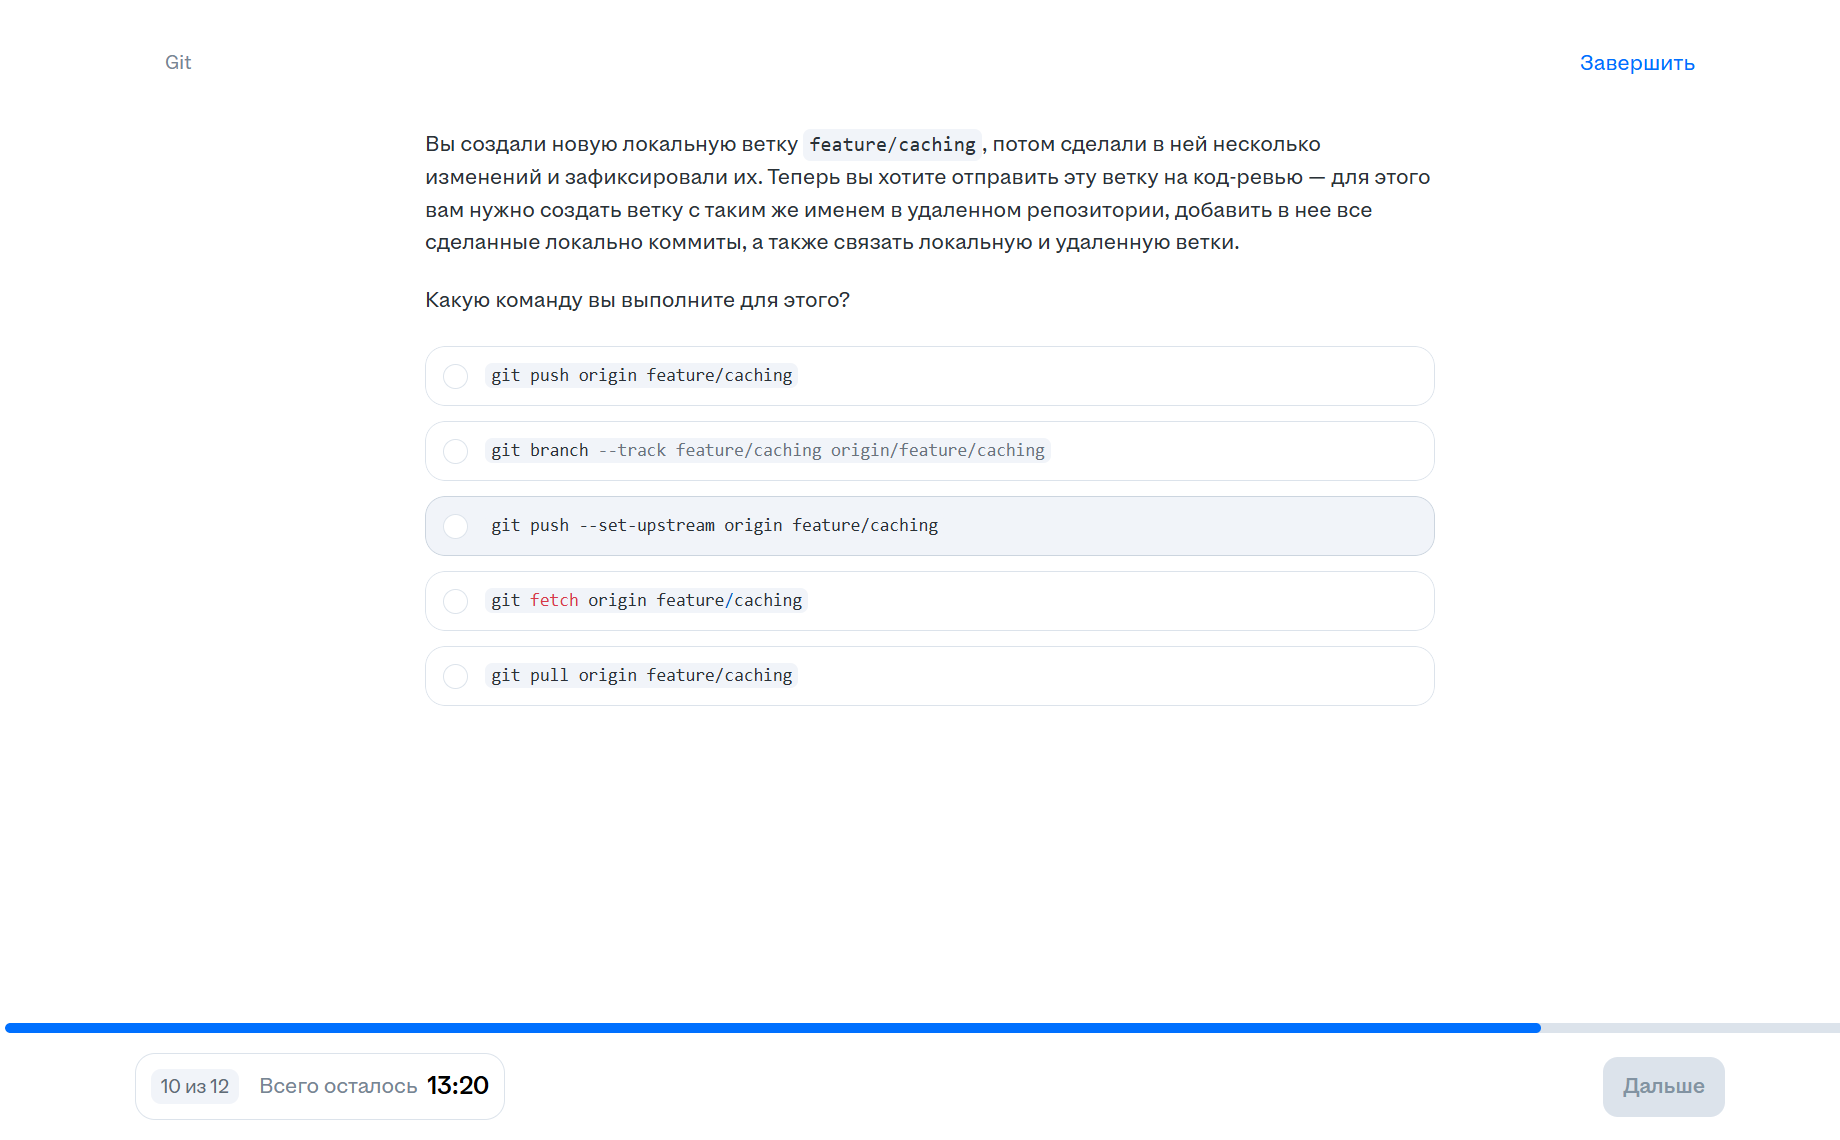 Git
Завершить
Вы создали новую локальную ветку feature/caching, потом сделали в ней несколько
изменений и зафиксировали их. Теперь вы хотите отправить эту ветку на код-ревью — для этого
вам нужно создать ветку с таким же именем в удаленном репозитории, добавить в нее все
сделанные локально коммиты, а также связать локальную и удаленную ветки.
Какую команду вы выполните для этого?
git push origin feature/caching
git branch --track feature/caching origin/feature/caching
git push --set-upstream origin feature/caching
git fetch origin feature/caching
git pull origin feature/caching
10 из 12
Всего осталось 13:20
Дальше